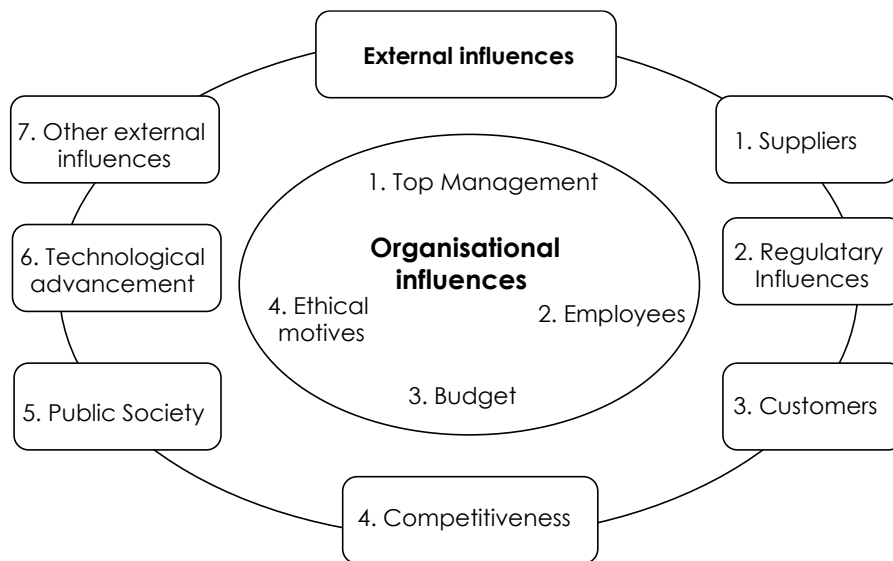 External influences
7. Other external
influences
1. Suppliers
1. Top Management
Organisational
influences
6. Technological
advancement
2. Regulatary
Influences
4. Ethical
motives
2. Employees
3. Budget
5. Public Society
3. Customers
4. Competitiveness